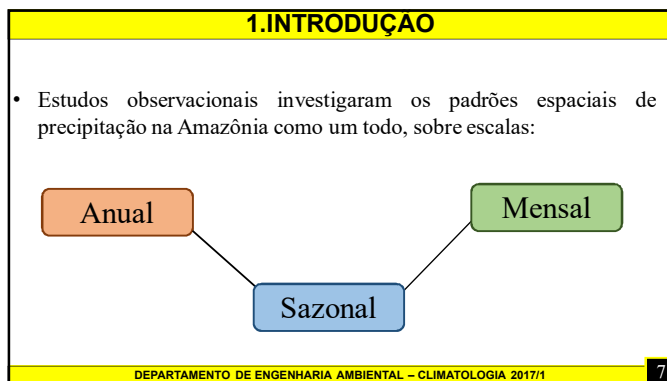 1.INTRODUÇÃO
• Estudos observacionais investigaram os padrões espaciais de
precipitação na Amazônia como um todo, sobre escalas:
Anual
Mensal
Sazonal
DEPARTAMENTO DE ENGENHARIA AMBIENTAL – CLIMATOLOGIA 2017/1
7